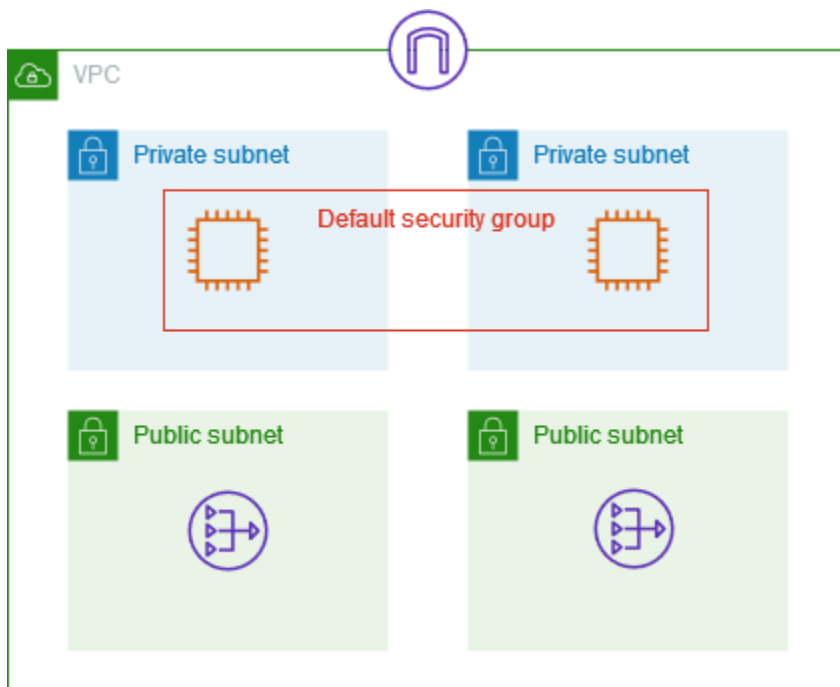 VPC
Private subnet
Private subnet
Default security group
Public subnet
Public subnet